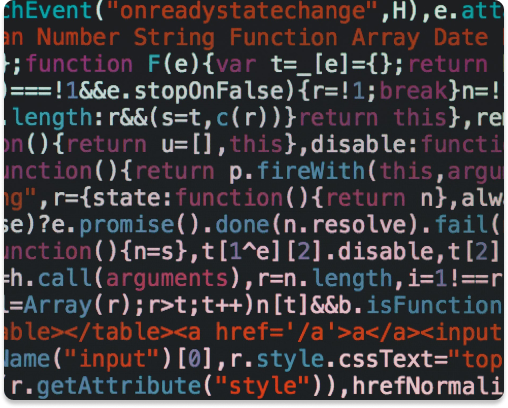 chEvent("onreadystatechange",H),e.att
an Number String Function Array Date
};function F(e){var t=_[e]={};return
)===!1&&e.stopOnFalse){r=!1;break}n=!
.length:r&&(s=t,c(r))}return this},re
on(){return u=[],this},disable:functi
unction(){return p.fireWith(this,argu
ng",r={state:function(){return n},alw
se)?e.promise().done(n.resolve).fail(
unction(){n=s},t[1^e][2].disable,t[2]
=h.call(arguments),r=n.length,i=1!==r
l=Array(r);r>t;t++)n[t]&&b.isFunction
able></table><a href='/a'>a</a><input
Name("input")[0],r.style.cssText="top
(r.getAttribute("style")),hrefNormali